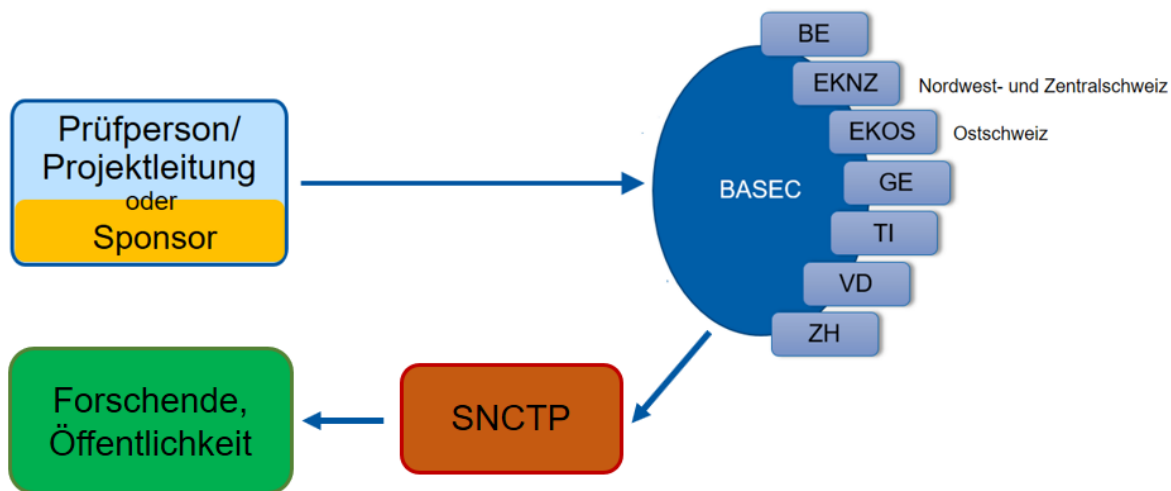 Prüfperson/
Projektleitung
oder
Sponsor
BASEC
BE
EKNZ
Nordwest- und Zentralschweiz
EKOS
Ostschweiz
GE
TI
VD
ZH
SNCTP
Forschende,
Öffentlichkeit